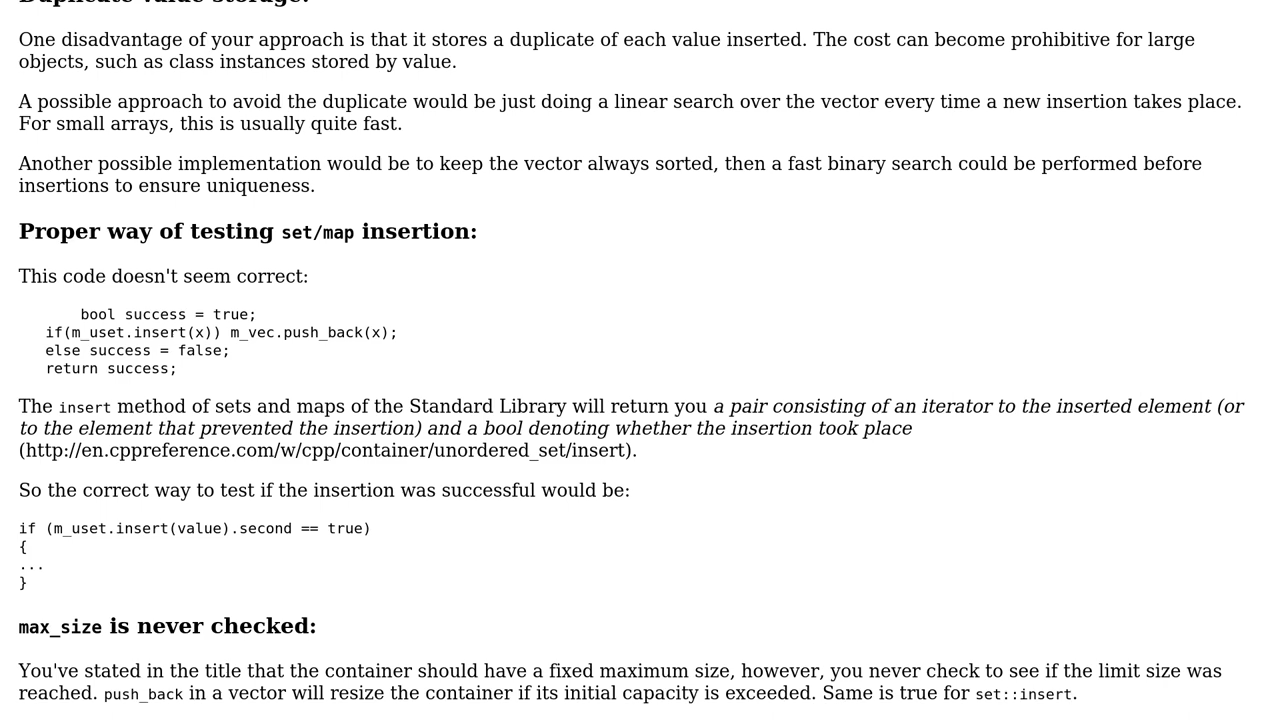 Duplicate value storage:
One disadvantage of your approach is that it stores a duplicate of each value inserted. The cost can become prohibitive for large
objects, such as class instances stored by value.
A possible approach to avoid the duplicate would be just doing a linear search over the vector every time a new insertion takes place.
For small arrays, this is usually quite fast.
Another possible implementation would be to keep the vector always sorted, then a fast binary search could be performed before
insertions to ensure uniqueness.
Proper way of testing set/map insertion:
This code doesn't seem correct:
bool success = true;
if(m_uset.insert(x)) m_vec.push_back(x);
else success = false;
return success;
The insert method of sets and maps of the Standard Library will return you a pair consisting of an iterator to the inserted element (or
to the element that prevented the insertion) and a bool denoting whether the insertion took place
(http://en.cppreference.com/w/cpp/container/unordered_set/insert).
So the correct way to test if the insertion was successful would be:
if (m_uset.insert(value).second == true)
{
...
}
max_size is never checked:
You've stated in the title that the container should have a fixed maximum size, however, you never check to see if the limit size was
reached. push_back in a vector will resize the container if its initial capacity is exceeded. Same is true for set::insert.